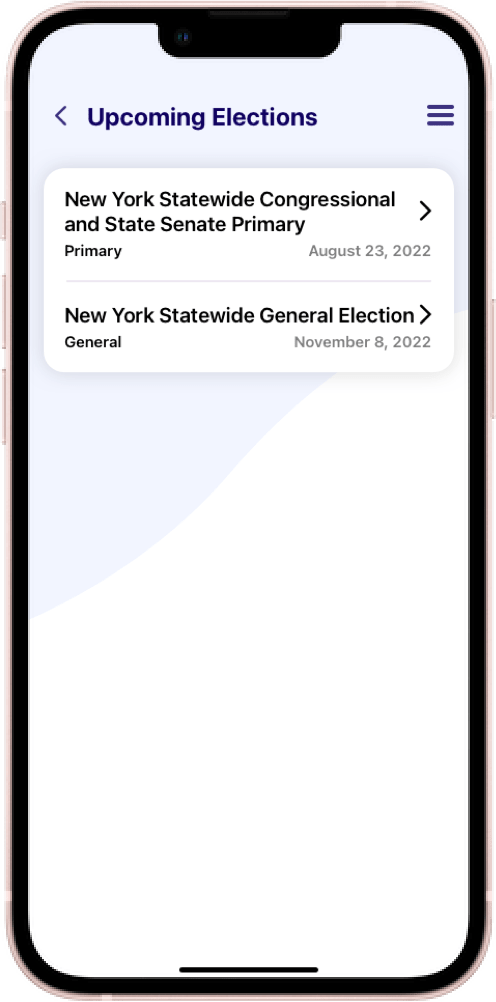 Upcoming Elections
New York Statewide Congressional
and State Senate Primary
Primary August 23, 2022
New York Statewide General Election
General November 8, 2022